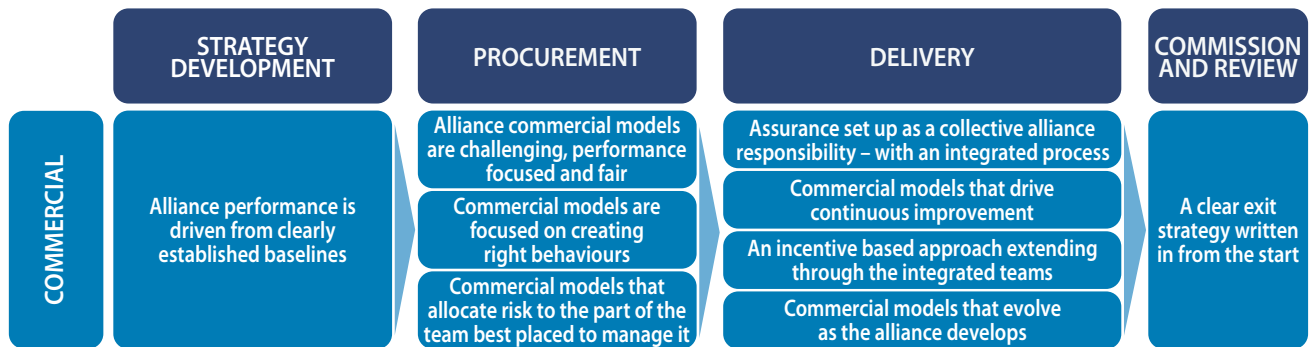 STRATEGY
DEVELOPMENT
PROCUREMENT
DELIVERY
COMMISSION
AND REVIEW
COMMERCIAL
Alliance performance is
driven from clearly
established baselines
Alliance commercial models
are challenging, performance
focused and fair
Commercial models are
focused on creating
right behaviours
Commercial models that
allocate risk to the part of the
team best placed to manage it
Assurance set up as a collective alliance
responsibility – with an integrated process
Commercial models that drive
continuous improvement
An incentive based approach extending
through the integrated teams
Commercial models that evolve
as the alliance develops
A clear exit
strategy written
in from the start